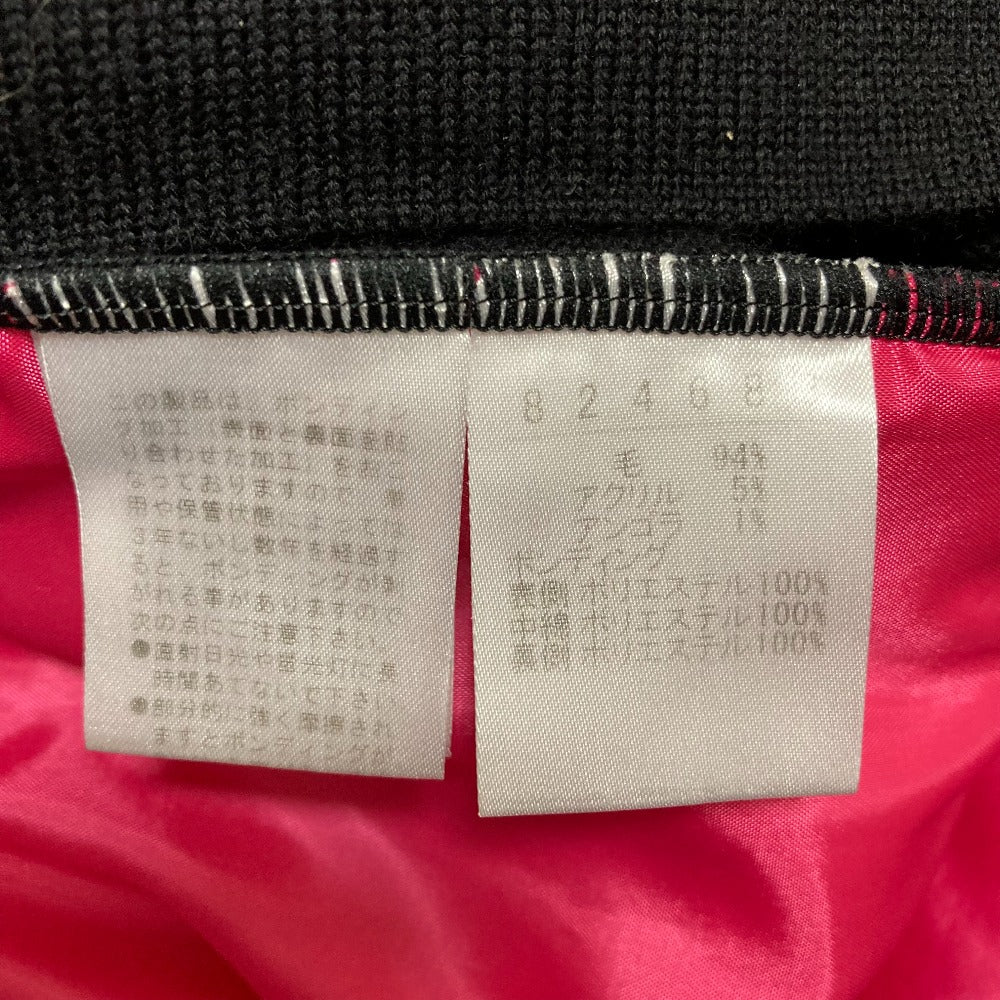 この製品は、ボンディン
グ加工（表面と裏面を貼
り合わせた加工）をおこ
なっておりますので、着
用や保管状態によっては
3年ないし数年を経過す
ると、ボンディングが剥
がれる事がありますので
次の点にご注意下さい。
●直射日光や蛍光灯に長
時間あてないで下さい
●部分的に強く摩擦され
ますとボンディングが
8 2 4 6 8
毛 94%
アクリル 5%
アンゴラ 1%
ボンディング
表側 ポリエステル100%
中綿 ポリエステル100%
裏側 ポリエステル100%